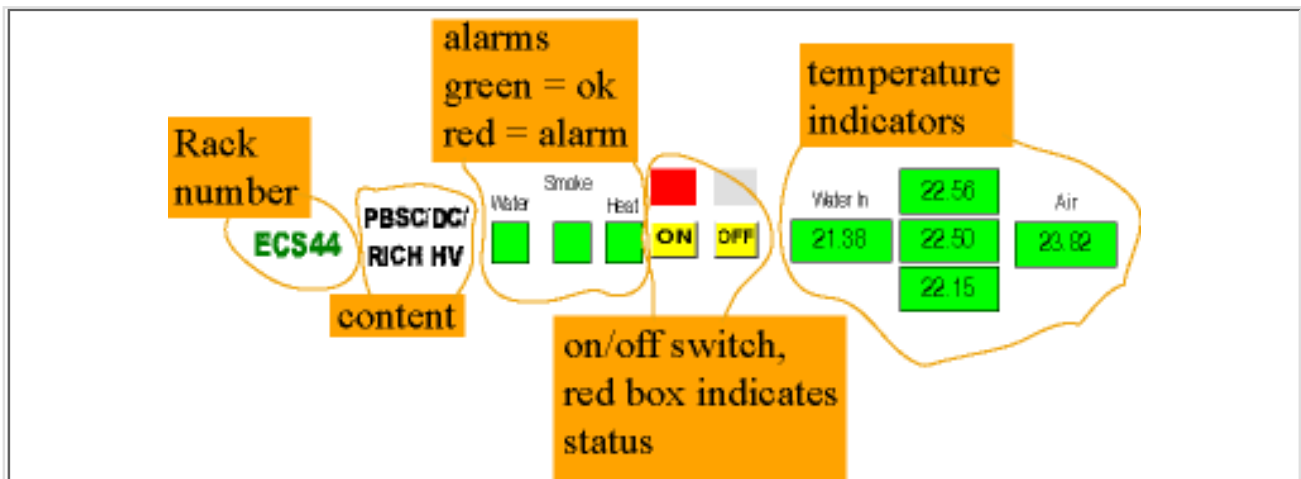 alarms
green = ok
red = alarm
temperature
indicators
Rack
number
ECS44
PBSC/DC/
RICH HV
Water
Smoke
Heat
ON
OFF
Water In
21.38
22.56
22.50
22.15
Air
23.82
content
on/off switch,
red box indicates
status